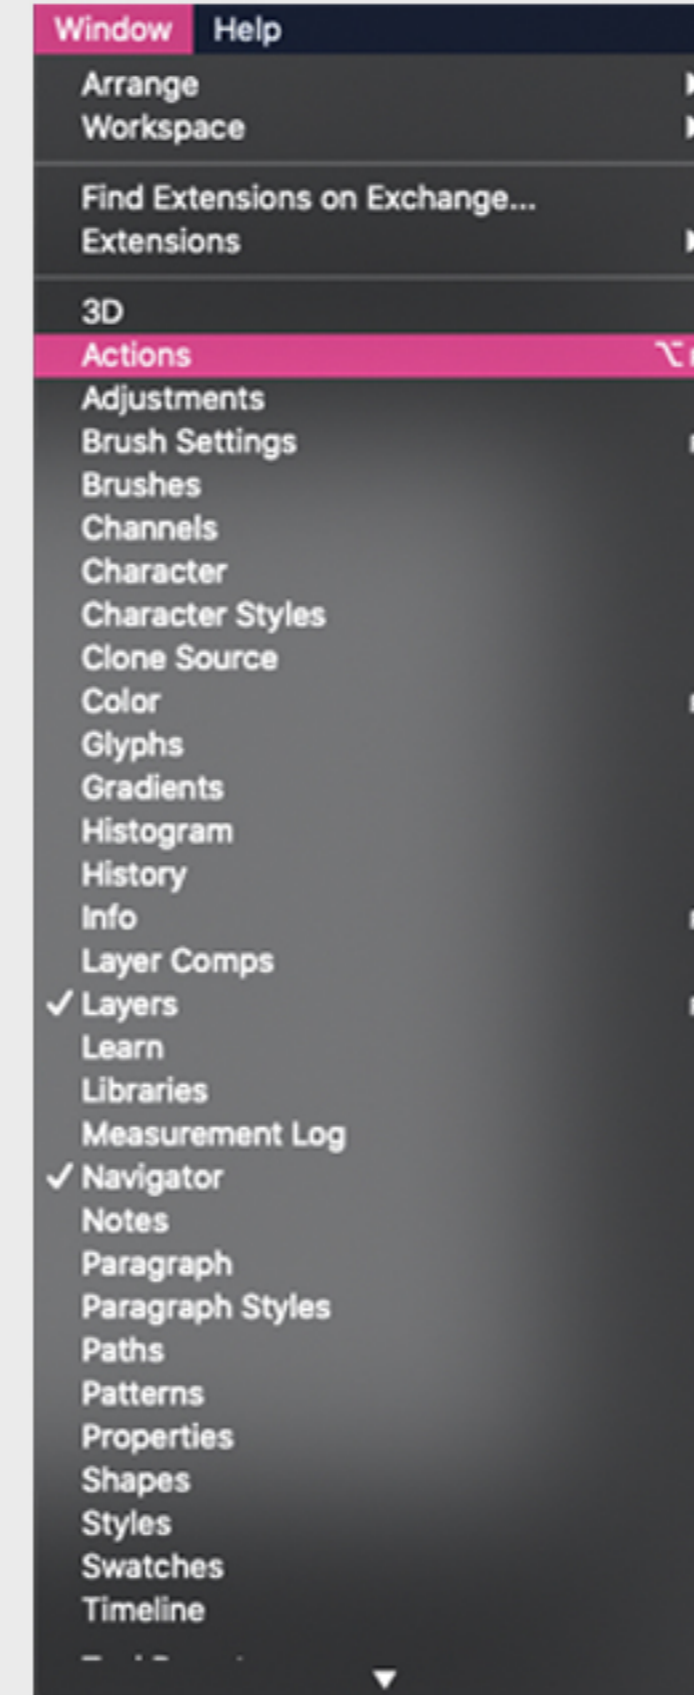 Window Help
Arrange
Workspace
Find Extensions on Exchange...
Extensions
3D
Actions ⌥
Adjustments
Brush Settings
Brushes
Channels
Character
Character Styles
Clone Source
Color
Glyphs
Gradients
Histogram
History
Info
Layer Comps
✓ Layers
Learn
Libraries
Measurement Log
✓ Navigator
Notes
Paragraph
Paragraph Styles
Paths
Patterns
Properties
Shapes
Styles
Swatches
Timeline